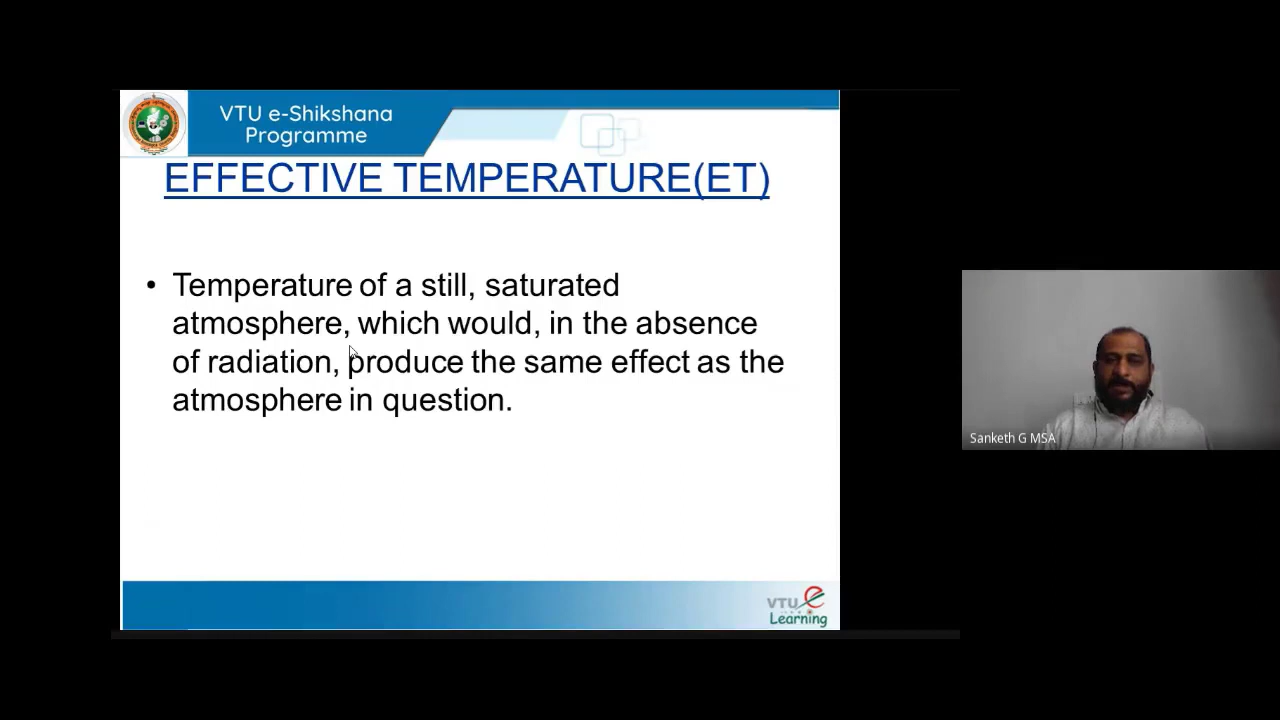 VTU e-Shikshana
Programme
EFFECTIVE TEMPERATURE(ET)
• Temperature of a still, saturated
atmosphere, which would, in the absence
of radiation, produce the same effect as the
atmosphere in question.
Sanketh G MSA
VTU e
Learning